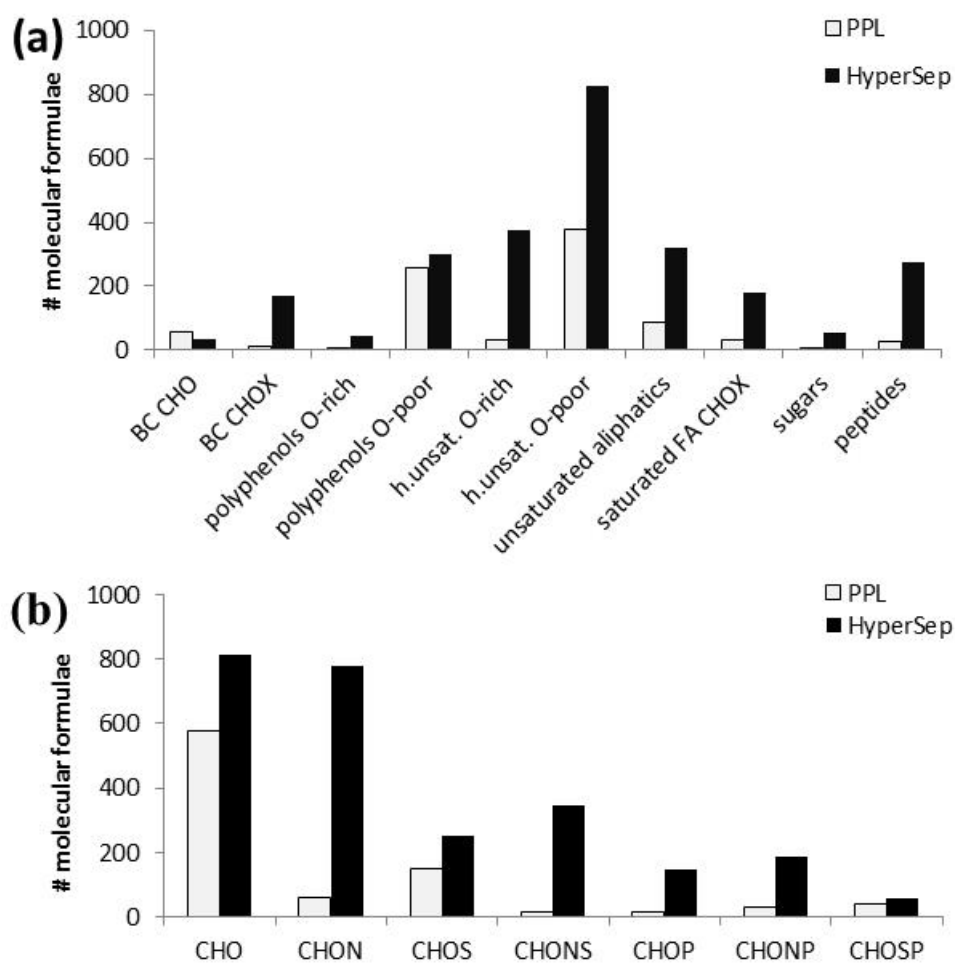 (a)
# molecular formulae
1000
800
600
400
200
0
PPL
HyperSep
BC CHO
BC CHOX
polyphenols O-rich
polyphenols O-poor
h.unsat. O-rich
h.unsat. O-poor
unsaturated aliphatics
saturated FA CHOX
sugars
peptides
(b)
# molecular formulae
1000
800
600
400
200
0
PPL
HyperSep
CHO CHON CHOS CHONS CHOP CHONP CHOSP